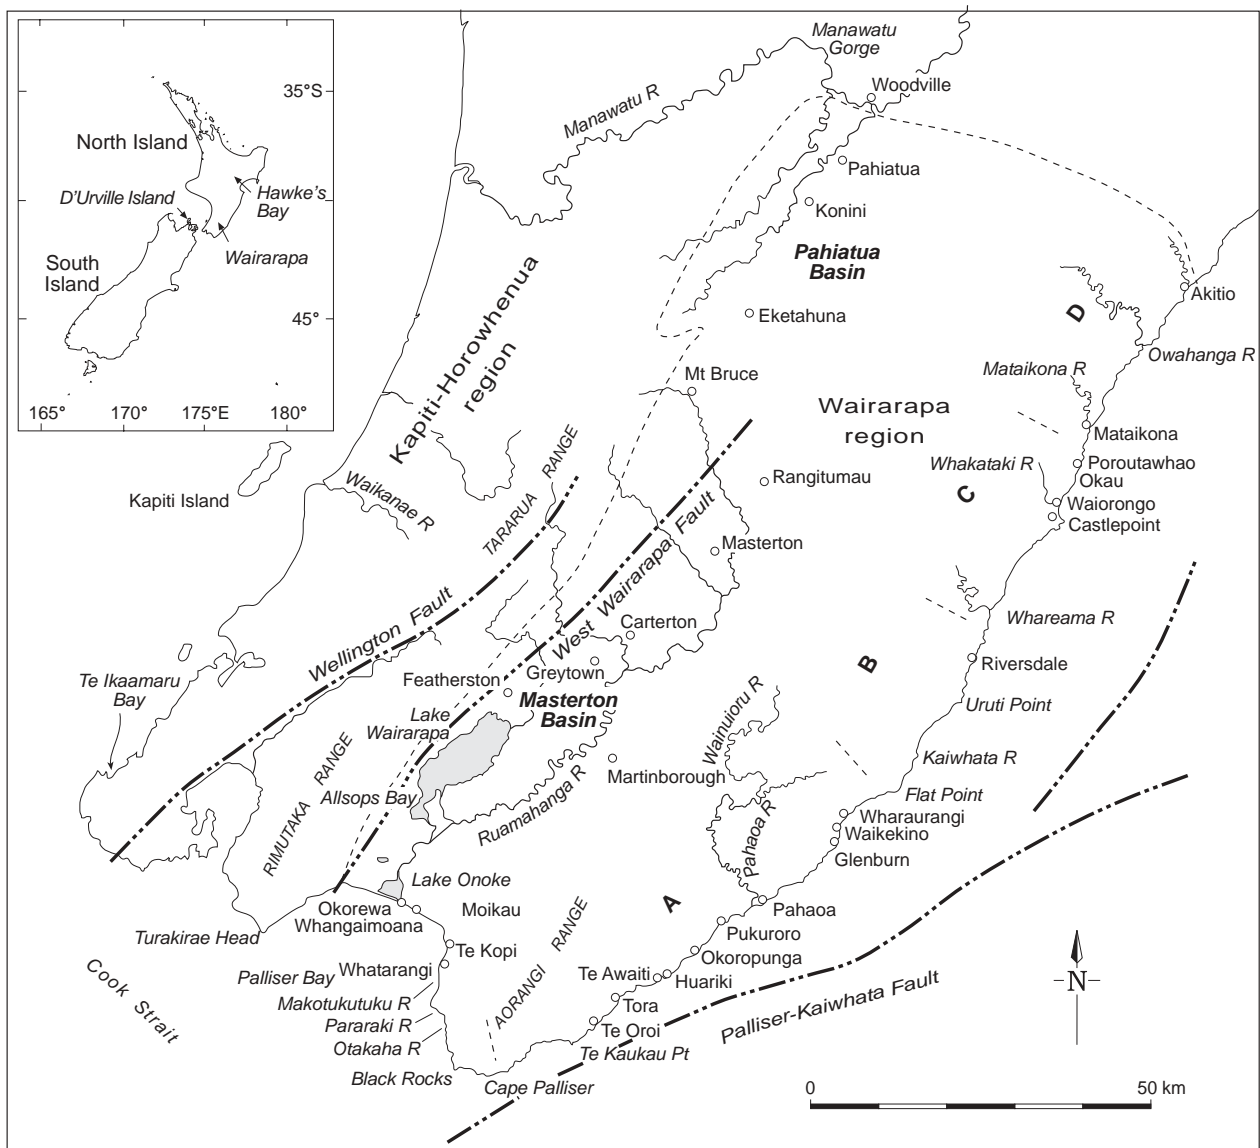 35°S
North Island
D'Urville Island
Hawke's
Bay
Wairarapa
South
Island
45°
165°
170°
175°E
180°
Manawatu
Gorge
Woodville
Manawatu R
Pahiatua
Konini
Pahiatua
Basin
Akitio
Eketahuna
D
Owahanga R
Kapiti-Horowhenua
region
Mt Bruce
Mataikona R
Wairarapa
region
Mataikona
TARARUA RANGE
Whakataki R
Poroutawhao
Okau
Rangitumau
Kapiti Island
Waikanae R
C
Waiorongo
Castlepoint
Masterton
West Wairarapa Fault
Wellington Fault
Whareama R
Carterton
B
Riversdale
Te Ikaamaru
Bay
Greytown
Featherston
Masterton
Basin
Lake
Wairarapa
Wainuioru R
Uruti Point
Kaiwhata R
RIMUTAKA RANGE
Martinborough
Allsops Bay
Flat Point
Ruamahanga R
Wharaurangi
Waikekino
Glenburn
Pahaoa R
Lake Onoke
A
Pahaoa
Okorewa
Whangaimoana
Moikau
AORANGI RANGE
Pukuroro
Turakirae Head
Te Kopi
Okoropunga
Cook Strait
Palliser Bay
Whatarangi
Te Awaiti
Huariki
Makotukutuku R
Tora
Pararaki R
Te Oroi
Palliser-Kaiwhata Fault
Otakaha R
Te Kaukau Pt
Black Rocks
Cape Palliser
N
0
50 km